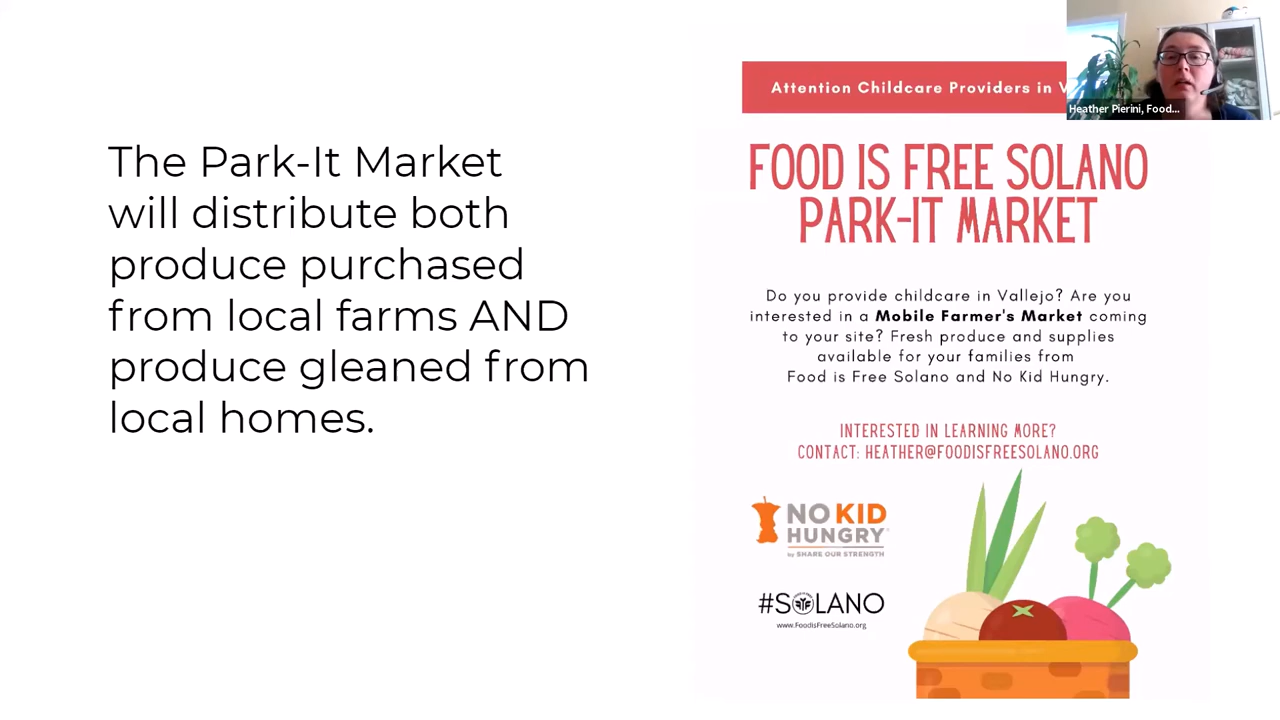 The Park-It Market
will distribute both
produce purchased
from local farms AND
produce gleaned from
local homes.
Attention Childcare Providers in
Heather Pierini, Food...
FOOD IS FREE SOLANO
PARK-IT MARKET
Do you provide childcare in Vallejo? Are you
interested in a Mobile Farmer's Market coming
to your site? Fresh produce and supplies
available for your families from
Food is Free Solano and No Kid Hungry.
INTERESTED IN LEARNING MORE?
CONTACT: HEATHER@FOODISFREESOLANO.ORG
NO KID
HUNGRY
by SHARE OUR STRENGTH
#SOLANO
www.FoodisFreeSolano.org